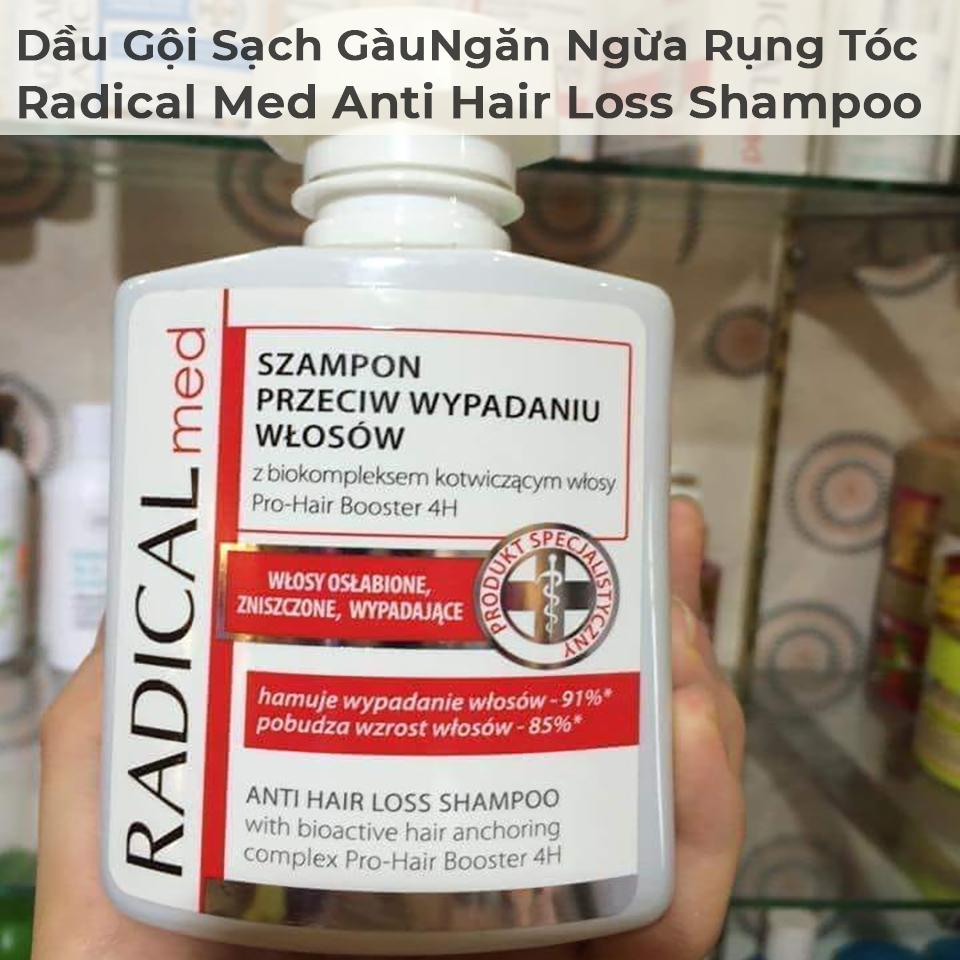 Dầu Gội Sạch GàuNgăn Ngừa Rụng Tóc
Radical Med Anti Hair Loss Shampoo
RADICAL med
SZAMPON
PRZECIW WYPADANIU
WŁOSÓW
z biokompleksem kotwiczącym włosy
Pro-Hair Booster 4H
WŁOSY OSŁABIONE,
ZNISZCZONE, WYPADAJĄCE
PRODUKT SPECJALISTYCZNY
hamuje wypadanie włosów - 91%*
pobudza wzrost włosów - 85%*
ANTI HAIR LOSS SHAMPOO
with bioactive hair anchoring
complex Pro-Hair Booster 4H